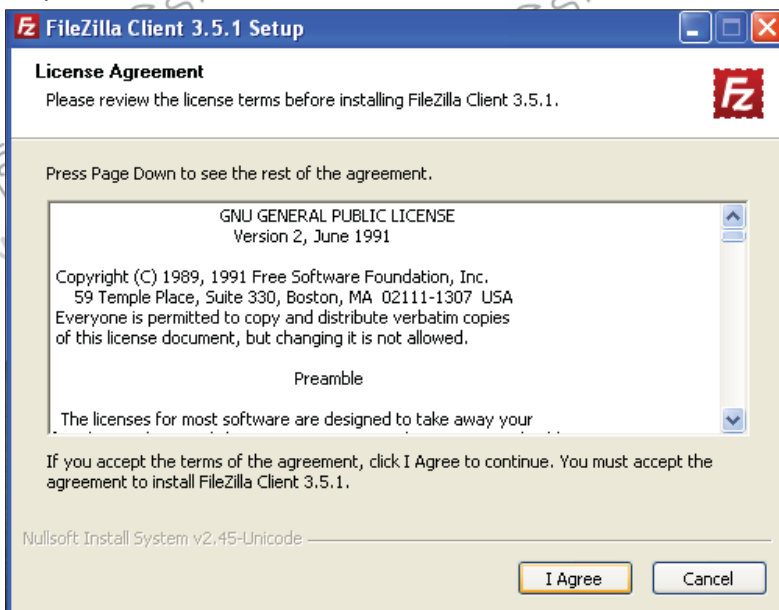 FileZilla Client 3.5.1 Setup
License Agreement
Please review the license terms before installing FileZilla Client 3.5.1.
Fz
Press Page Down to see the rest of the agreement.
GNU GENERAL PUBLIC LICENSE
Version 2, June 1991
Copyright (C) 1989, 1991 Free Software Foundation, Inc.
59 Temple Place, Suite 330, Boston, MA 02111-1307 USA
Everyone is permitted to copy and distribute verbatim copies
of this license document, but changing it is not allowed.
Preamble
The licenses for most software are designed to take away your
If you accept the terms of the agreement, click I Agree to continue. You must accept the
agreement to install FileZilla Client 3.5.1.
Nullsoft Install System v2.45-Unicode
I Agree Cancel